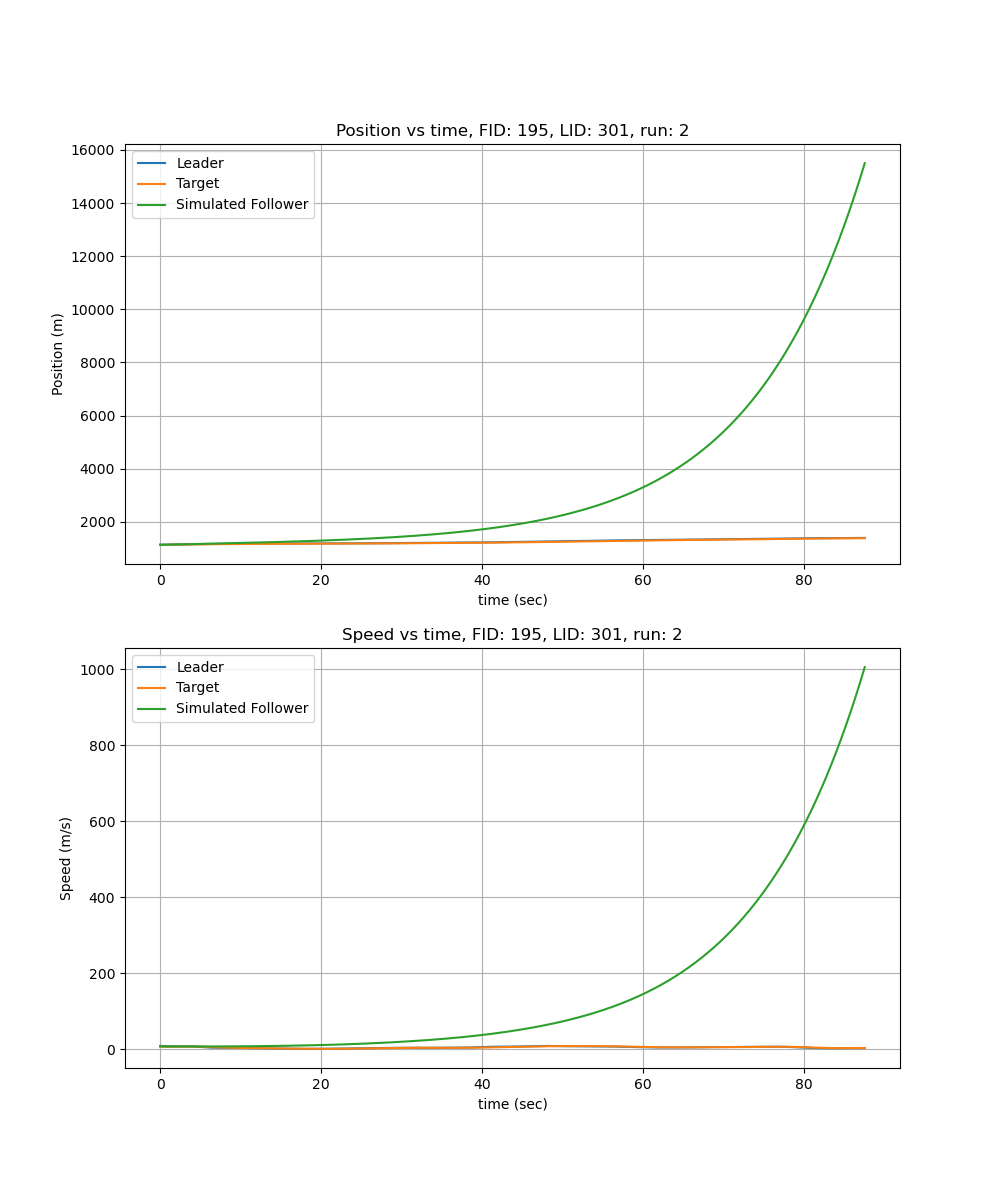 Position vs time, FID: 195, LID: 301, run: 2
16000
14000
12000
10000
8000
6000
4000
2000
Position (m)
Leader
Target
Simulated Follower
0 20 40 60 80
time (sec)
Speed vs time, FID: 195, LID: 301, run: 2
1000
800
600
400
200
0
Speed (m/s)
Leader
Target
Simulated Follower
0 20 40 60 80
time (sec)